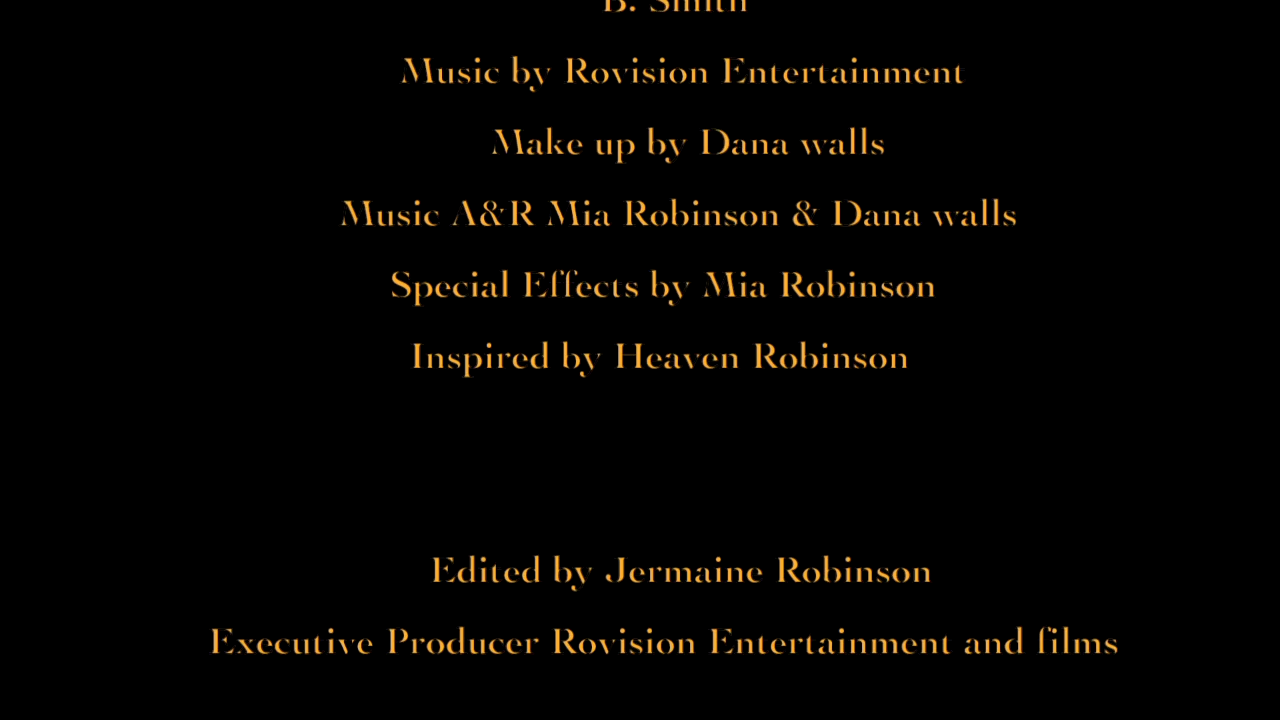 B. Smith
Music by Rovision Entertainment
Make up by Dana walls
Music A&R Mia Robinson & Dana walls
Special Effects by Mia Robinson
Inspired by Heaven Robinson
Edited by Jermaine Robinson
Executive Producer Rovision Entertainment and films